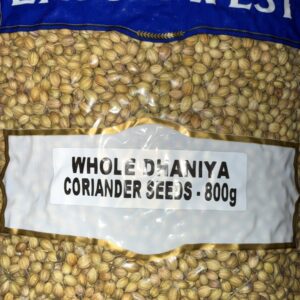 WHOLE DHANIYA
CORIANDER SEEDS - 800g